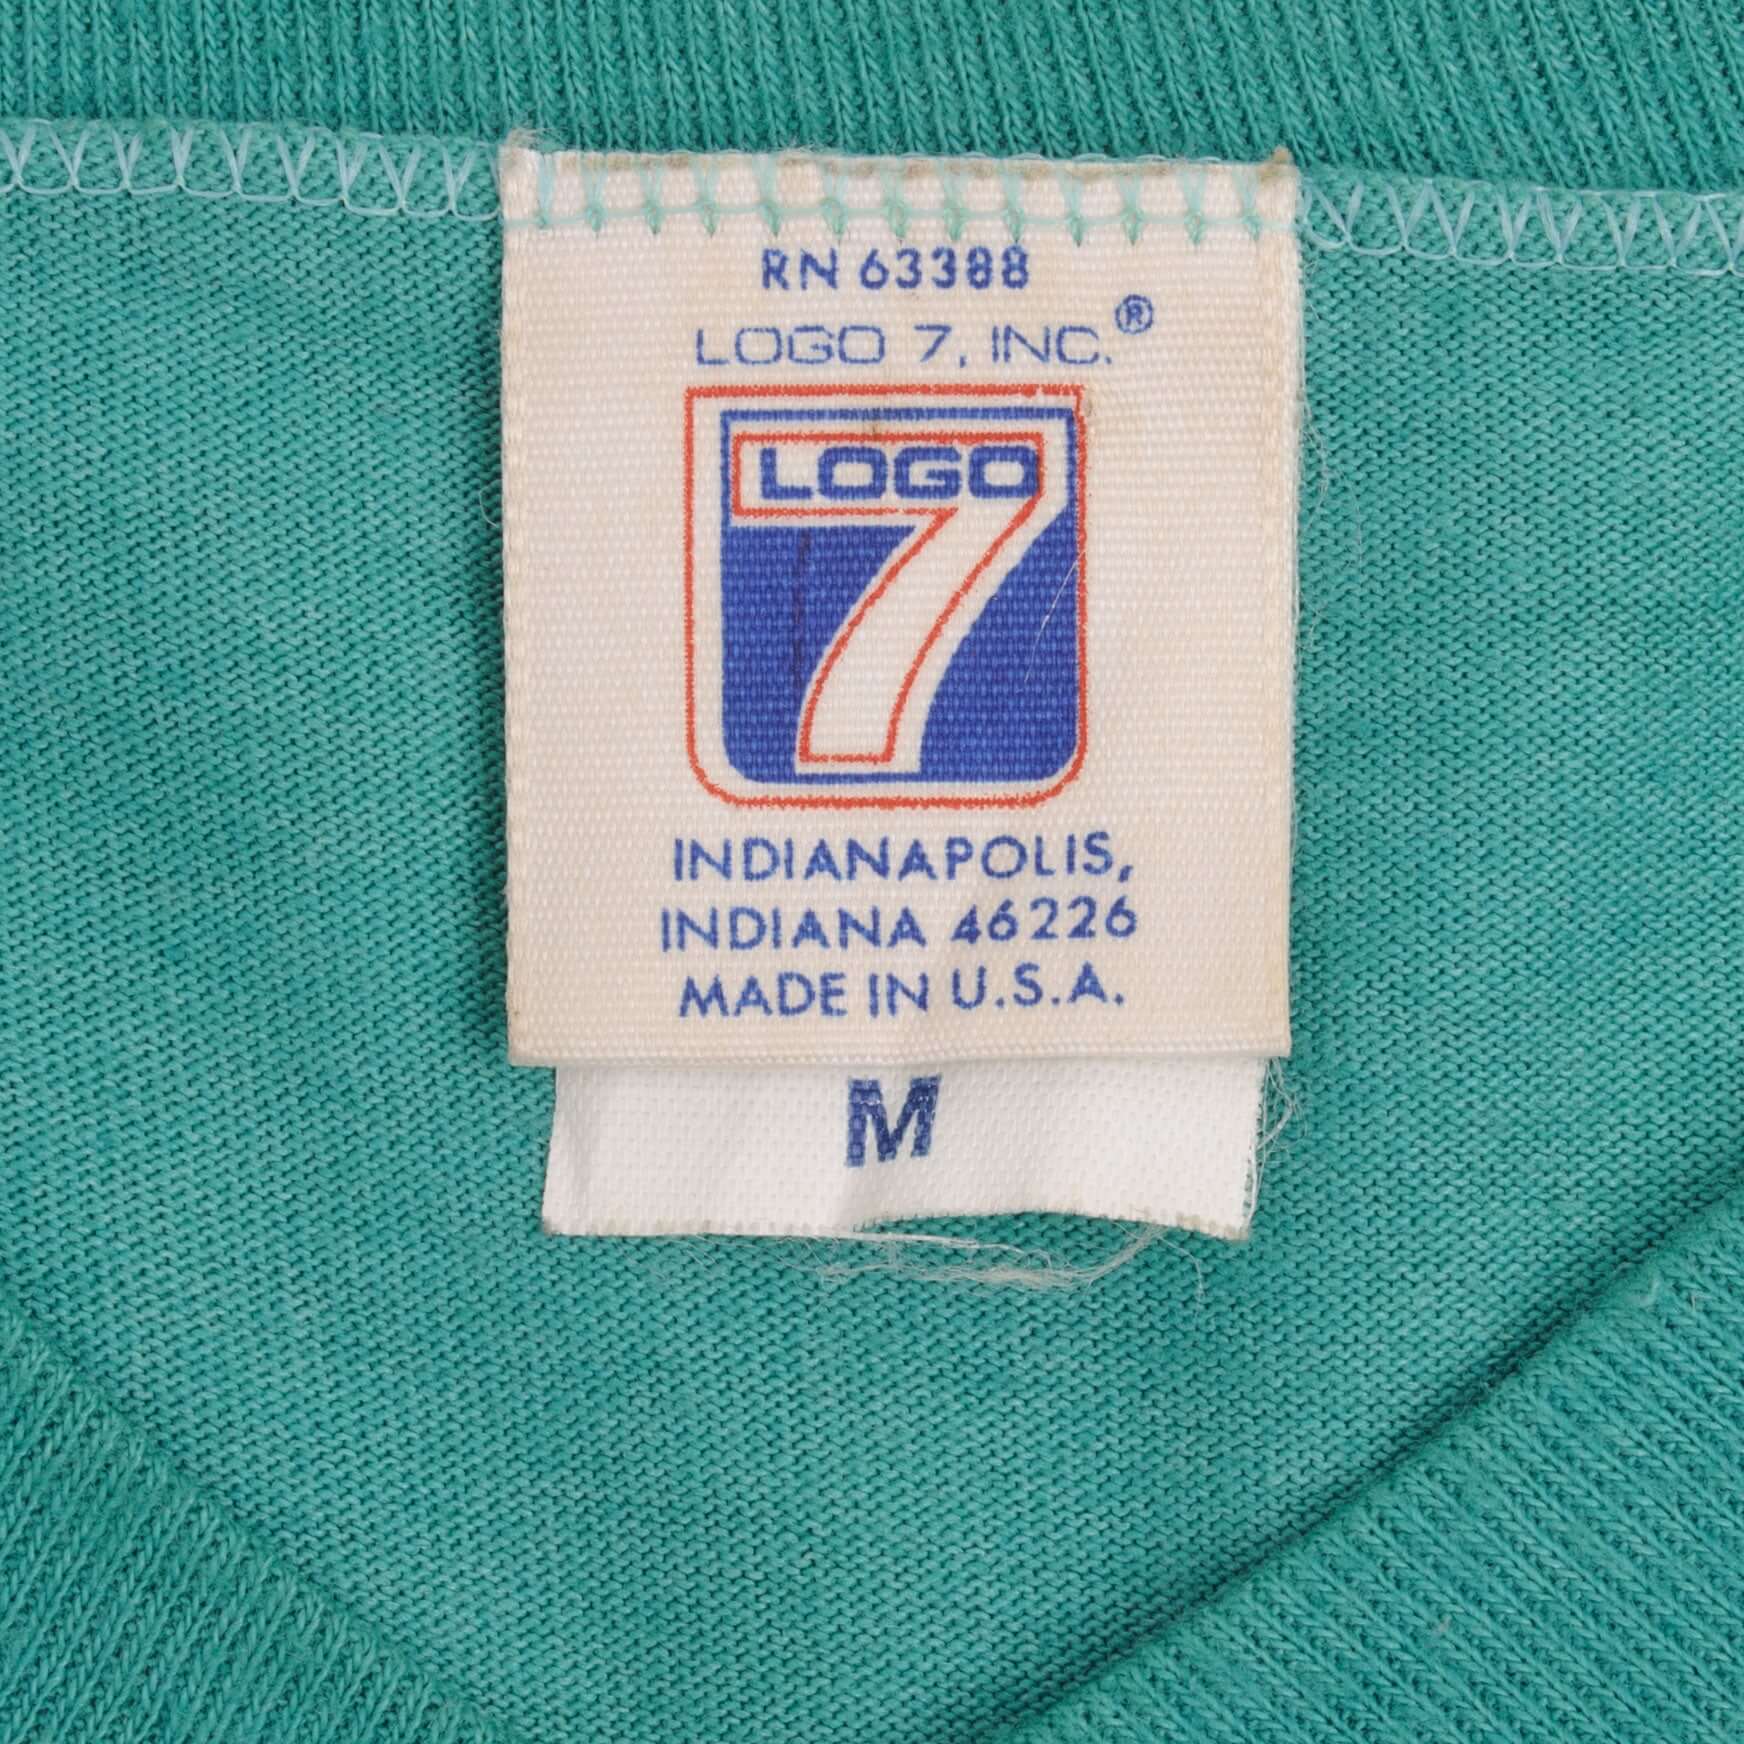 RN 63388
LOGO 7, INC.®
LOGO
7
INDIANAPOLIS,
INDIANA 46226
MADE IN U.S.A.
M